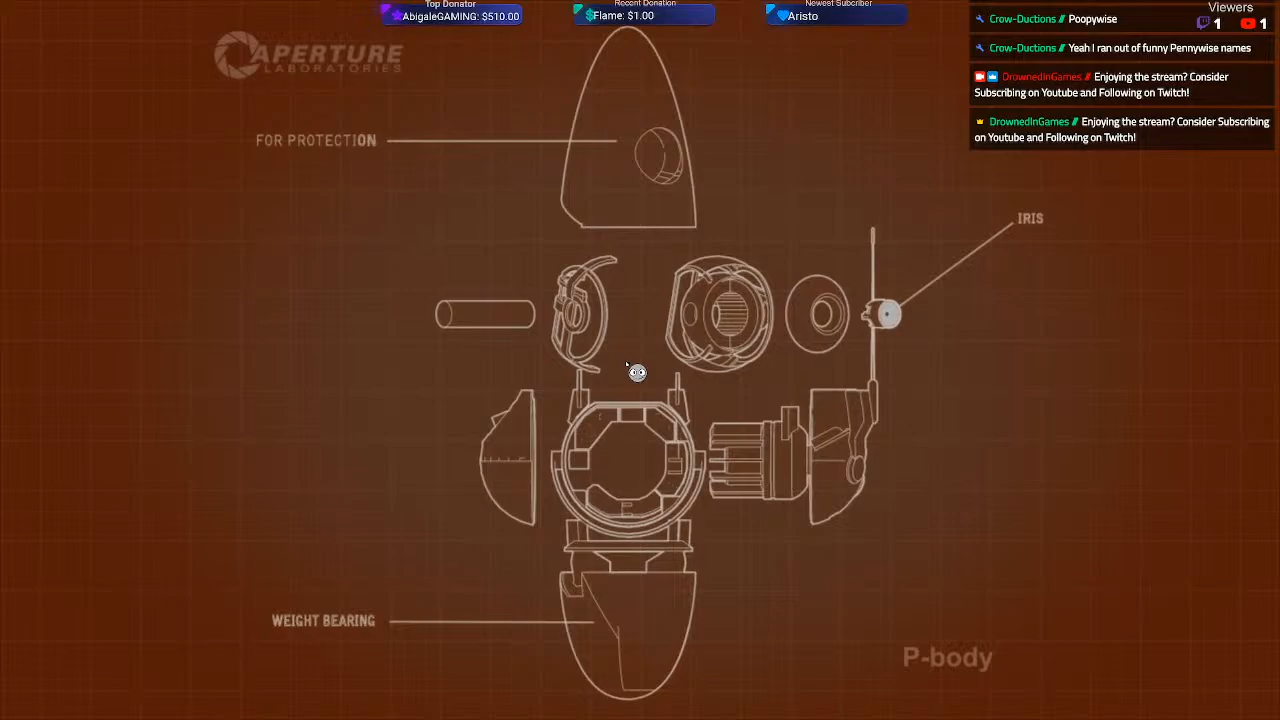 Top Donator
AbigaleGAMING: $510.00
Recent Donation
Flame: $1.00
Newest Subcriber
Aristo
Viewers
1
1
Crow-Ductions // Poopywise
Crow-Ductions // Yeah I ran out of funny Pennywise names
DrownedInGames // Enjoying the stream? Consider
Subscribing on Youtube and Following on Twitch!
DrownedInGames // Enjoying the stream? Consider Subscribing
on Youtube and Following on Twitch!
APERTURE
LABORATORIES
FOR PROTECTION
IRIS
WEIGHT BEARING
P-body